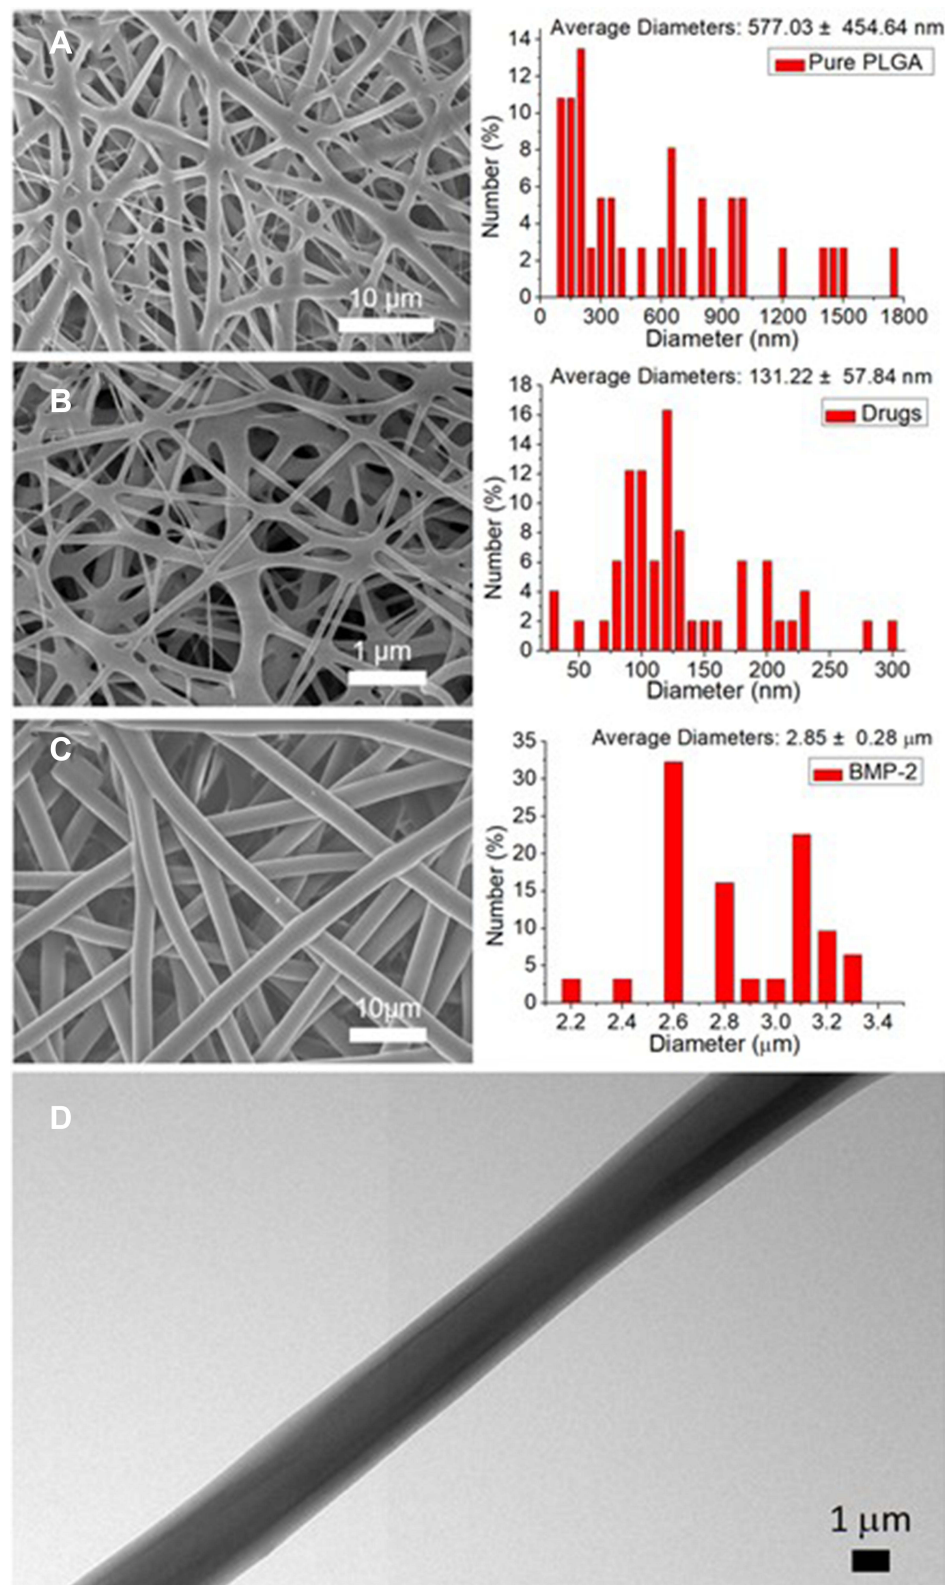 A
10 μm
Average Diameters: 577.03 ± 454.64 nm
Pure PLGA
Number (%)
14
12
10
8
6
4
2
0
0 300 600 900 1200 1500 1800
Diameter (nm)
B
1 μm
Average Diameters: 131.22 ± 57.84 nm
Drugs
Number (%)
18
16
14
12
10
8
6
4
2
0
50 100 150 200 250 300
Diameter (nm)
C
10μm
Average Diameters: 2.85 ± 0.28 μm
BMP-2
Number (%)
35
30
25
20
15
10
5
0
2.2 2.4 2.6 2.8 3.0 3.2 3.4
Diameter (μm)
D
1 μm